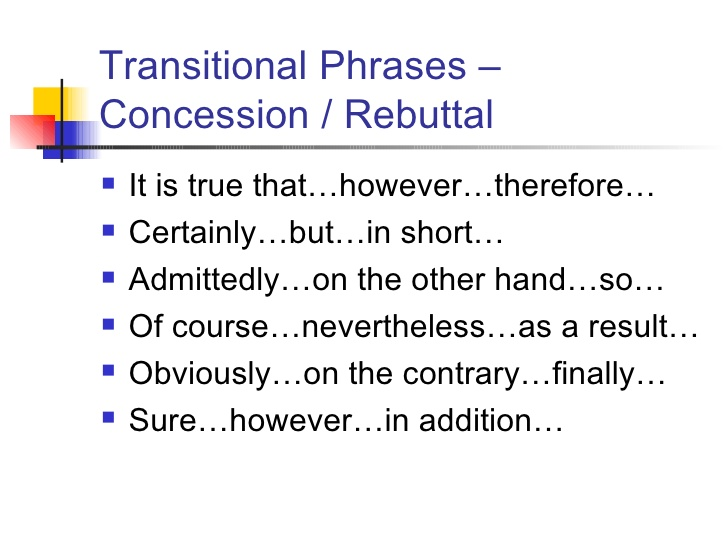 Transitional Phrases –
Concession / Rebuttal
It is true that…however…therefore…
Certainly…but…in short…
Admittedly…on the other hand…so…
Of course…nevertheless…as a result…
Obviously…on the contrary…finally…
Sure…however…in addition…